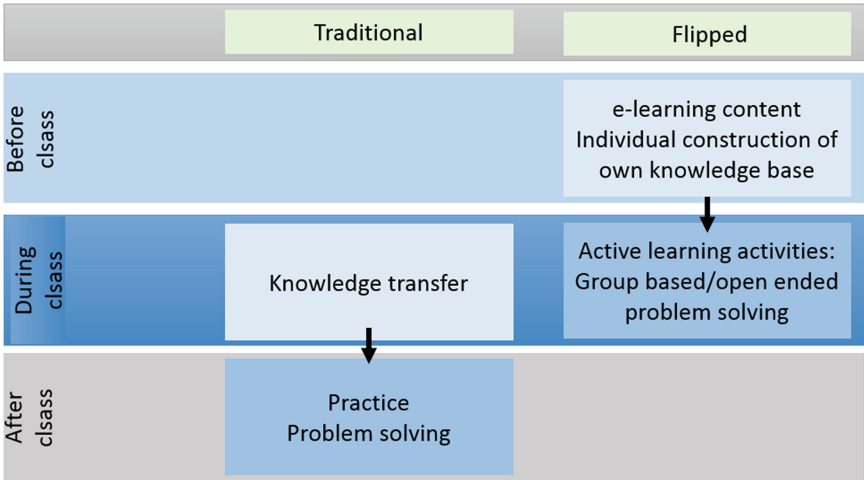 Traditional
Flipped
Before
clsass
e-learning content
Individual construction of
own knowledge base
During
clsass
Knowledge transfer
Active learning activities:
Group based/open ended
problem solving
After
clsass
Practice
Problem solving